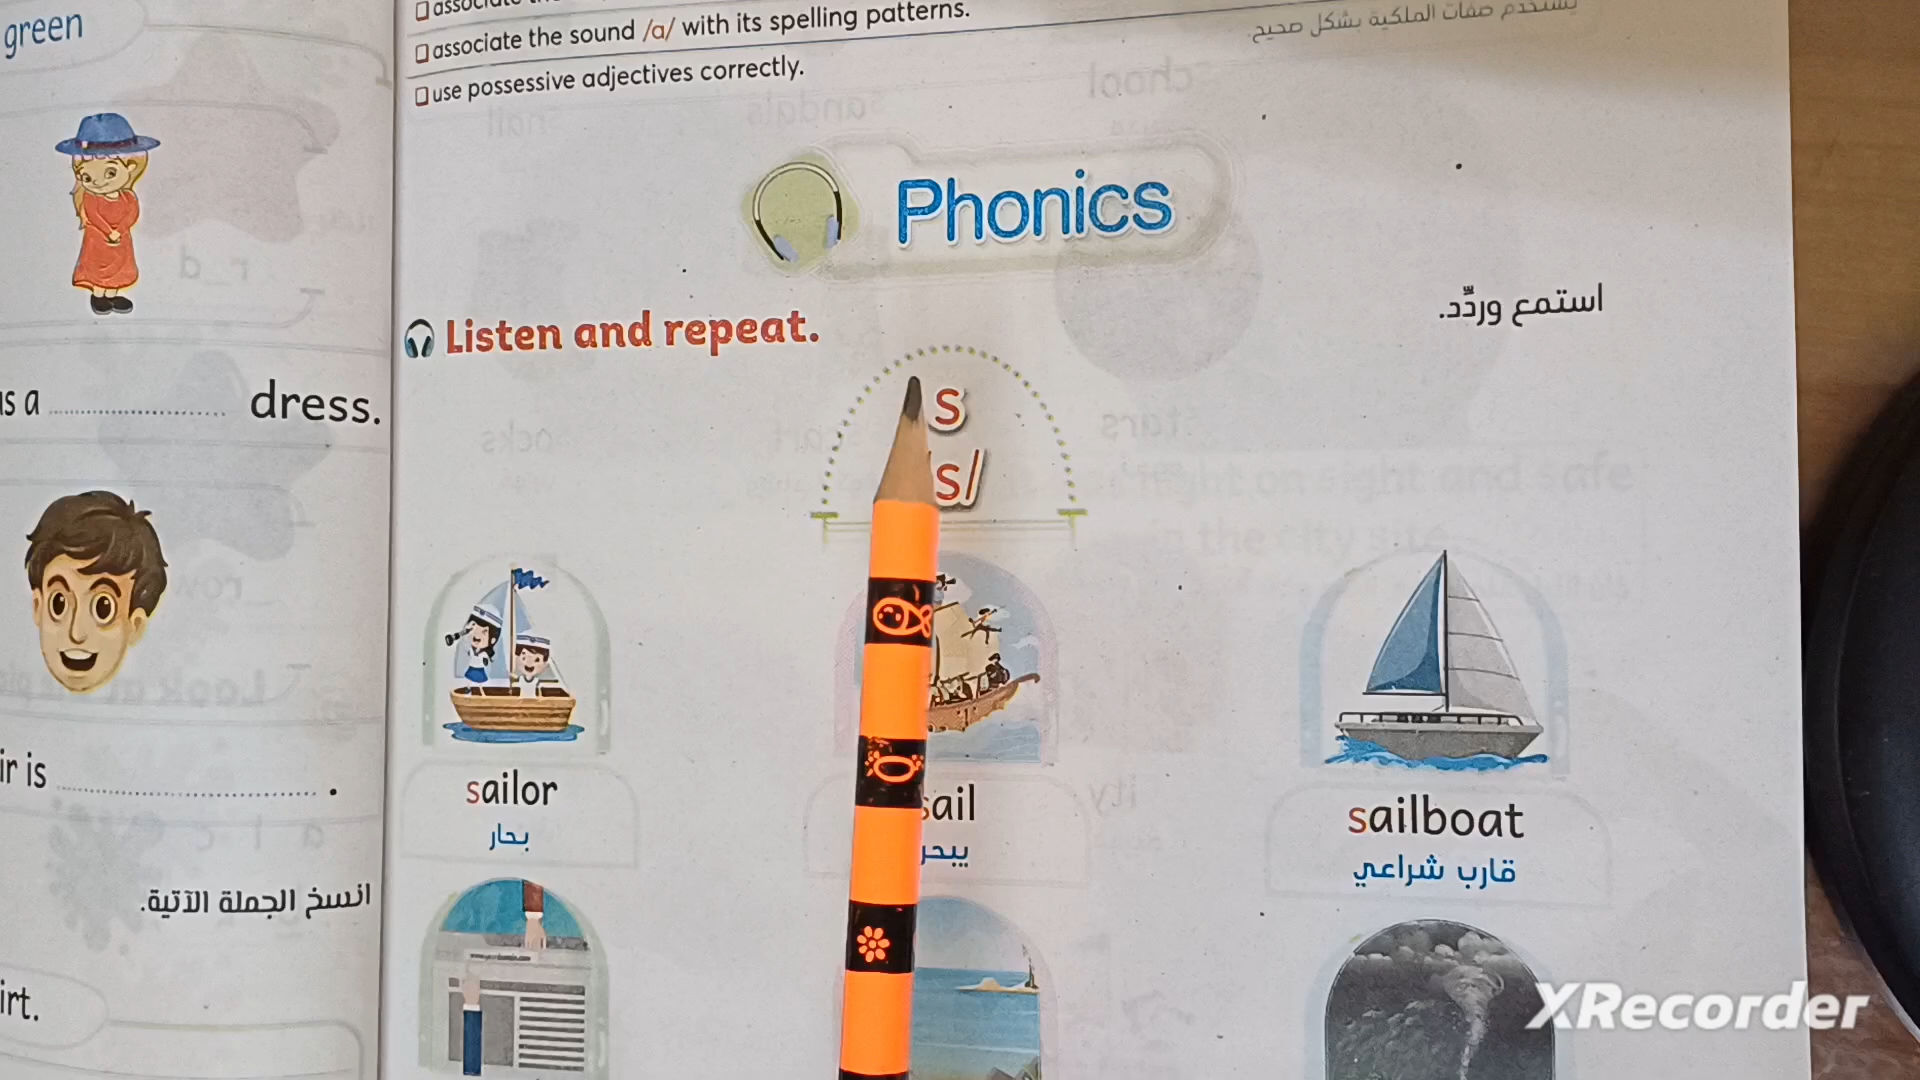 green
associate the sound /a/ with its spelling patterns.
use possessive adjectives correctly.
يستخدم صفات الملكية بشكل صحيح.
Phonics
Listen and repeat.
استمع وردِّد.
s
s/
dress.
sailor
بحار
sail
يبحر
sailboat
قارب شراعي
ir is .
انسخ الجملة الآتية.
irt.
XRecorder